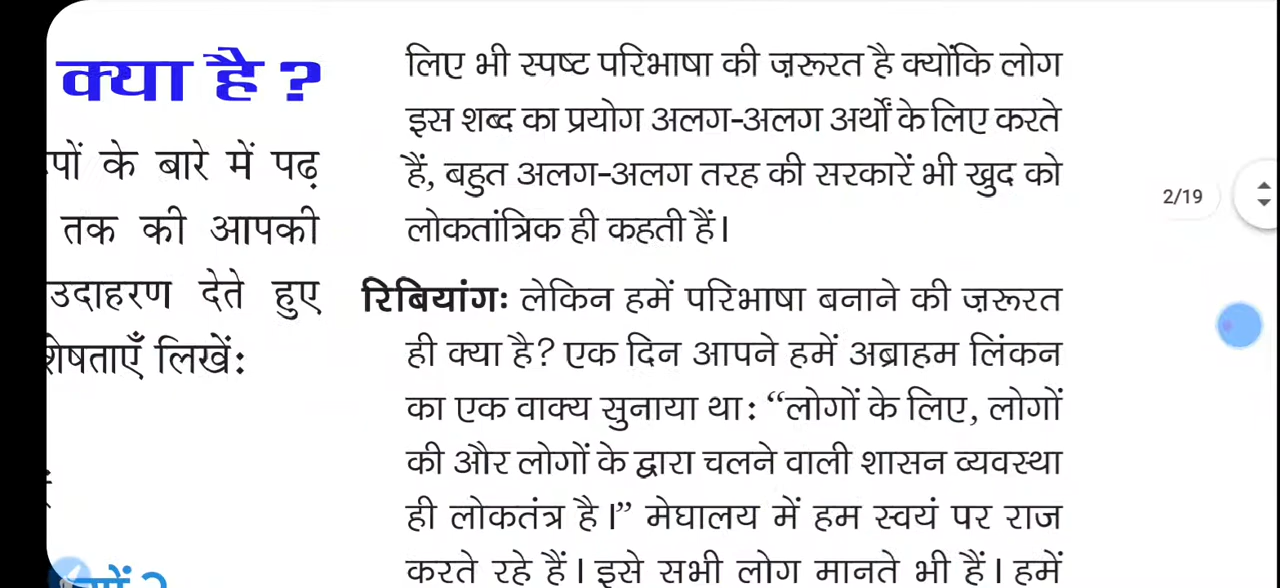 क्या है ?
के बारे में पढ़
तक की आपकी
उदाहरण देते हुए
लिखें:
लिए भी स्पष्ट परिभाषा की ज़रूरत है क्योंकि लोग
इस शब्द का प्रयोग अलग-अलग अर्थों के लिए करते
हैं, बहुत अलग-अलग तरह की सरकारें भी खुद को
लोकतांत्रिक ही कहती हैं।
रिबियांगः लेकिन हमें परिभाषा बनाने की ज़रूरत
ही क्या है? एक दिन आपने हमें अब्राहम लिंकन
का एक वाक्य सुनाया था: “लोगों के लिए, लोगों
की और लोगों के द्वारा चलने वाली शासन व्यवस्था
ही लोकतंत्र है।” मेघालय में हम स्वयं पर राज
करते रहे हैं। इसे सभी लोग मानते भी हैं। हमें
2/19